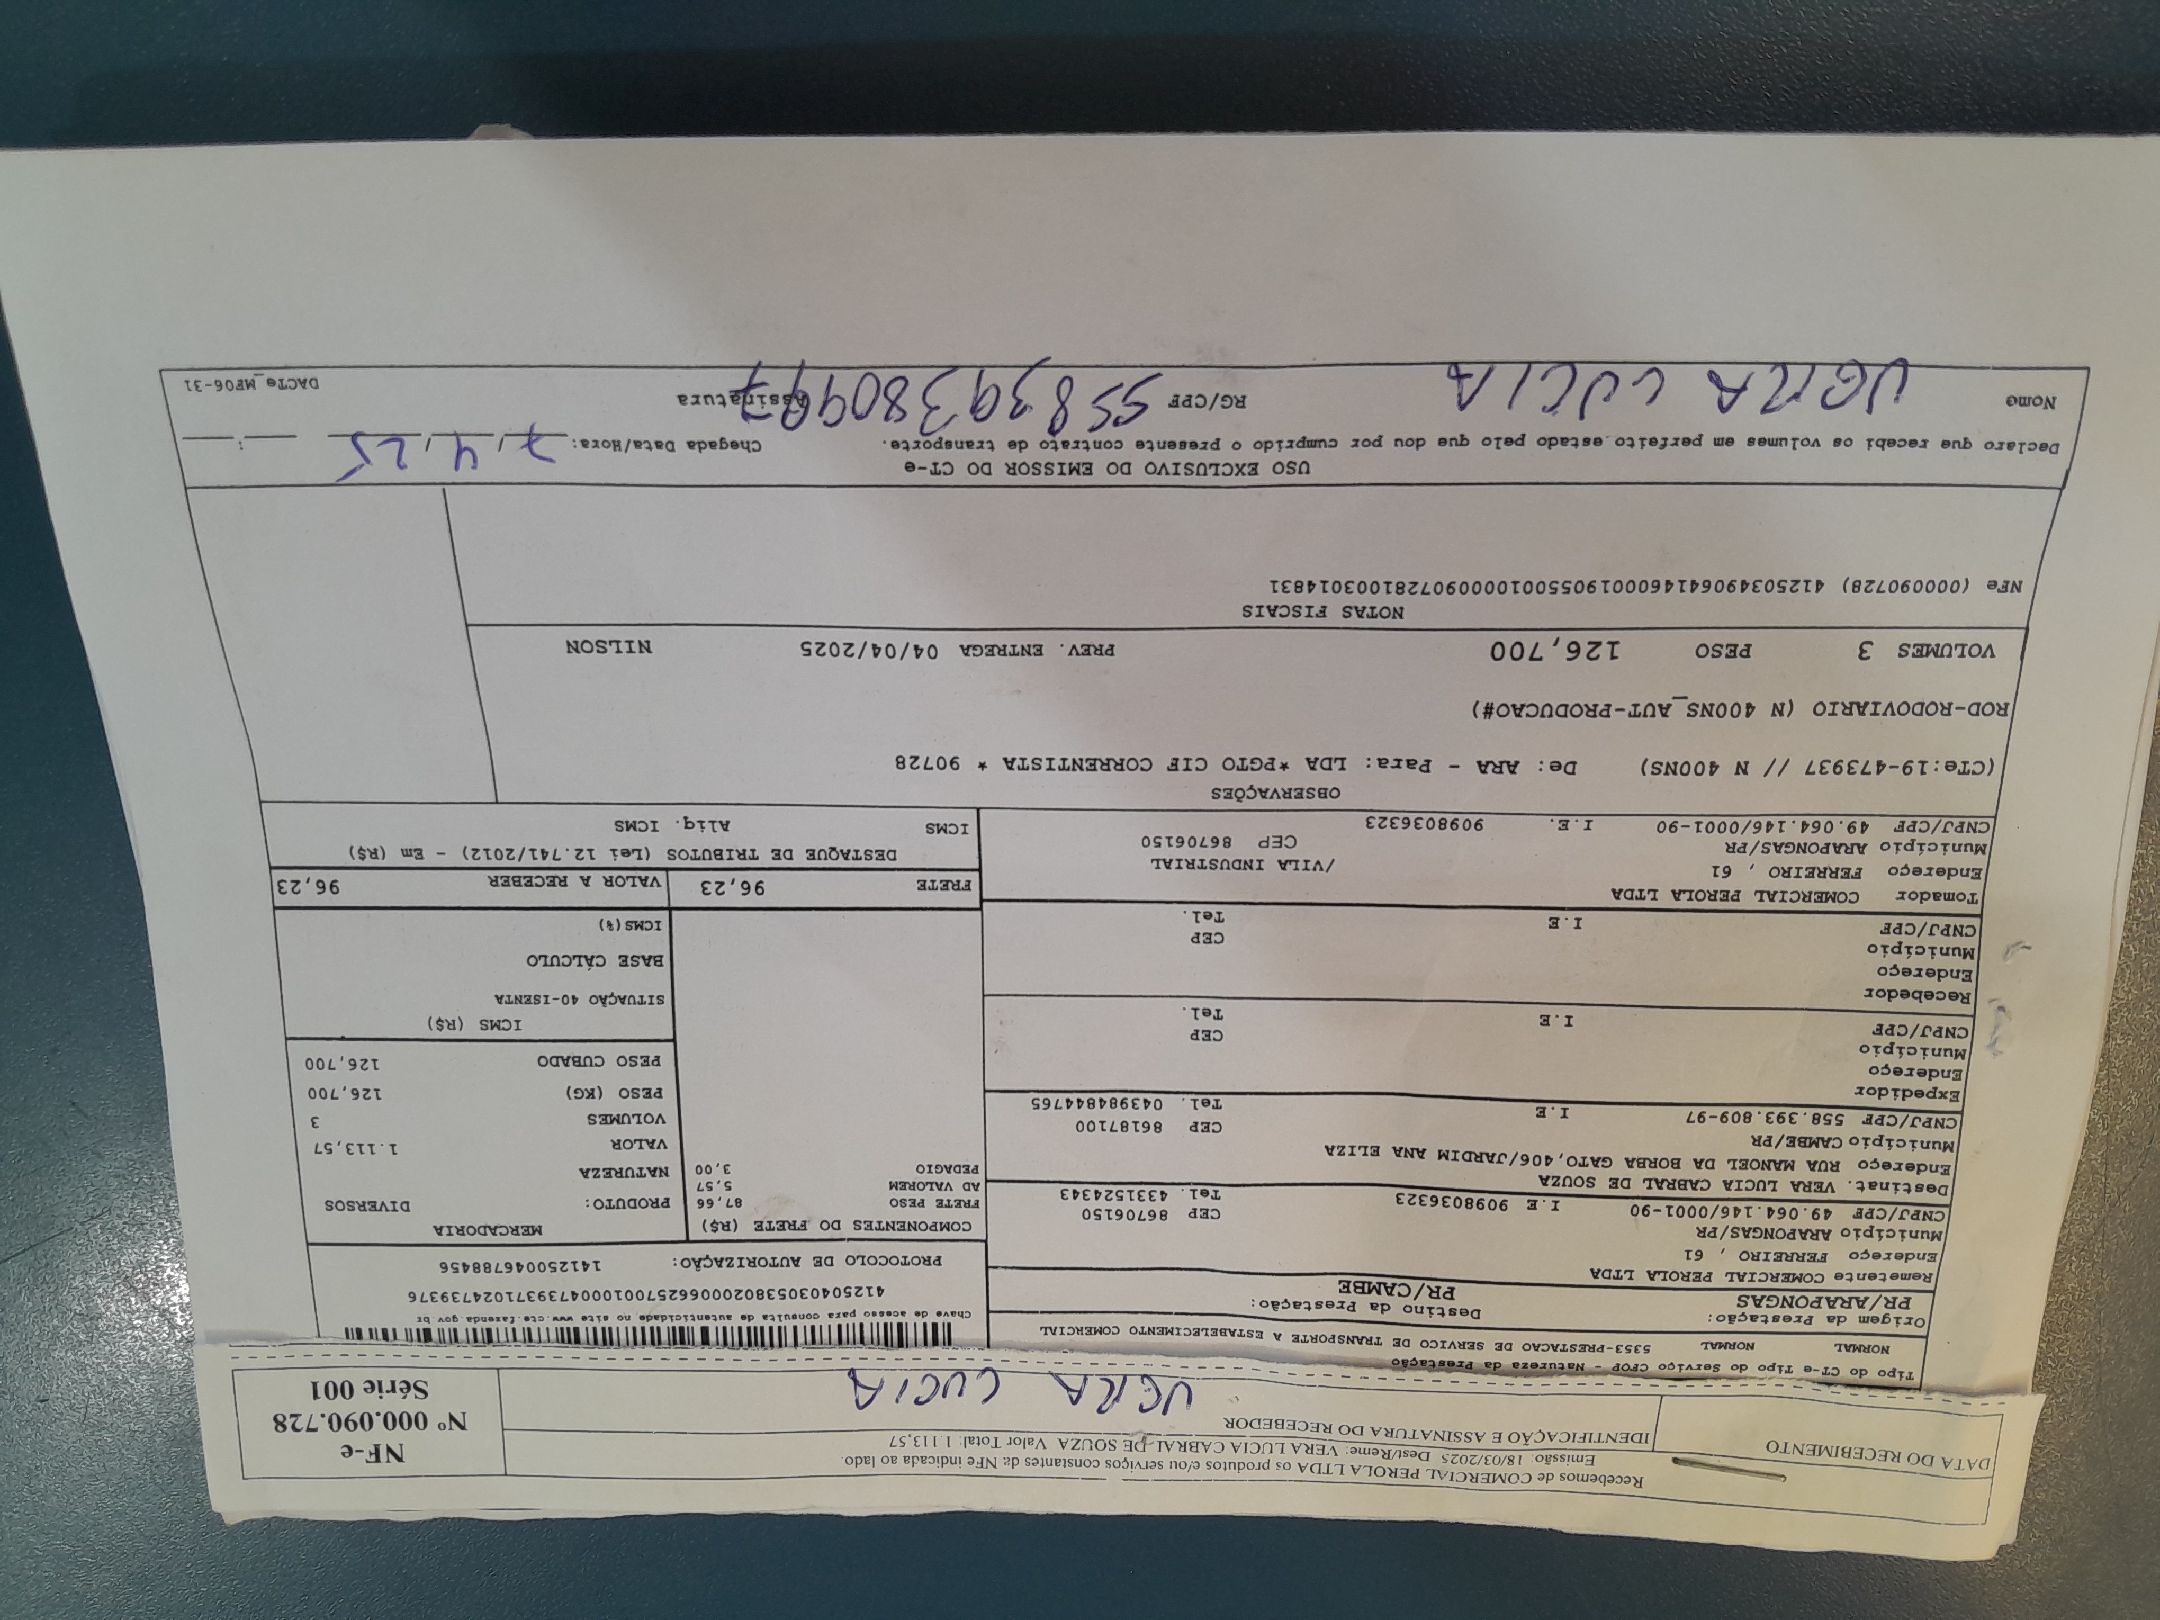 Recebemos de COMERCIAL PEROLA LTDA os produtos e/ou serviços constantes da NFe indicada ao lado.
Emissão: 18/03/2025 Dest/Reme: VERA LUCIA CABRAL DE SOUZA Valor Total: 1.113,57
DATA DO RECEBIMENTO
IDENTIFICAÇÃO E ASSINATURA DO RECEBEDOR
VERA LUCIA
NF-e
Nº 000.090.728
Série 001
Tipo do CT-e Tipo do Serviço CFOP - Natureza da Prestação
NORMAL NORMAL 5353-PRESTACAO DE SERVICO DE TRANSPORTE A ESTABELECIMENTO COMERCIAL
Origem da Prestação: Destino da Prestação:
PR/ARAPONGAS PR/CAMBE
Remetente COMERCIAL PEROLA LTDA
Endereço FERREIRO , 61
Município ARAPONGAS/PR CEP 86706150
CNPJ/CPF 49.064.146/0001-90 I.E 9098036323 Tel. 4331524343
Destinat. VERA LUCIA CABRAL DE SOUZA
Endereço RUA MANOEL DA BORBA GATO,406/JARDIM ANA ELIZA
Município CAMBE/PR CEP 86187100
CNPJ/CPF 558.393.809-97 I.E Tel. 04398484765
Expedidor
Endereço
Município CEP
CNPJ/CPF I.E Tel.
Recebedor
Endereço
Município CEP
CNPJ/CPF I.E Tel.
Tomador COMERCIAL PEROLA LTDA
Endereço FERREIRO , 61 /VILA INDUSTRIAL
Município ARAPONGAS/PR CEP 86706150
CNPJ/CPF 49.064.146/0001-90 I.E. 9098036323
Chave de acesso para consulta de autenticidade no site www.cte.fazenda.gov.br
PROTOCOLO DE AUTORIZAÇÃO: 141250046788456
COMPONENTES DO FRETE (R$)
FRETE PESO 87,66
AD VALOREM 5,57
PEDAGIO 3,00
MERCADORIA
PRODUTO: DIVERSOS
NATUREZA
VALOR 1.113,57
VOLUMES 3
PESO (KG) 126,700
PESO CUBADO 126,700
ICMS (R$)
SITUAÇÃO 40-ISENTA
BASE CÁLCULO
ICMS(%)
FRETE 96,23 VALOR A RECEBER 96,23
DESTAQUE DE TRIBUTOS (Lei 12.741/2012) - Em (R$)
ICMS Aliq. ICMS
OBSERVAÇÕES
(CTe:19-473937 // N 400NS) De: ARA - Para: LDA *PGTO CIF CORRENTISTA * 90728
ROD-RODOVIARIO (N 400NS_AUT-PRODUCAO#)
VOLUMES 3 PESO 126,700 PREV. ENTREGA 04/04/2025 NILSON
NOTAS FISCAIS
NFe (000090728) 41250349064146000190550010000907281003014831
USO EXCLUSIVO DO EMISSOR DO CT-e
Declaro que recebi os volumes em perfeito estado pelo que dou por cumprido o presente contrato de transporte. Chegada Data/Hora: 7,4,25 __:__
Nome VERA LUCIA RG/CPF 55839380997 Assinatura
DACTe_MF06-31